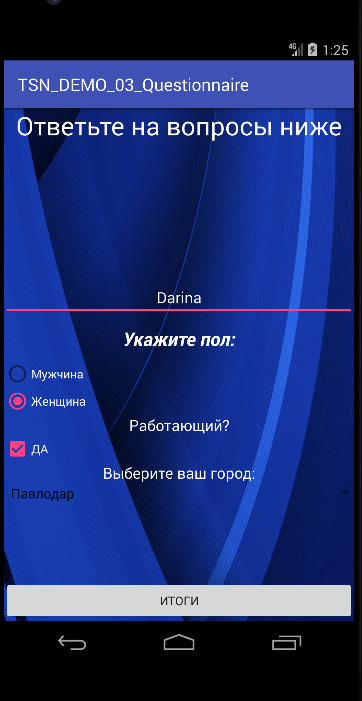 4G 1:25
TSN_DEMO_03_Questionnaire
Ответьте на вопросы ниже
Darina
Укажите пол:
Мужчина
Женщина
Работающий?
ДА
Выберите ваш город:
Павлодар
ИТОГИ